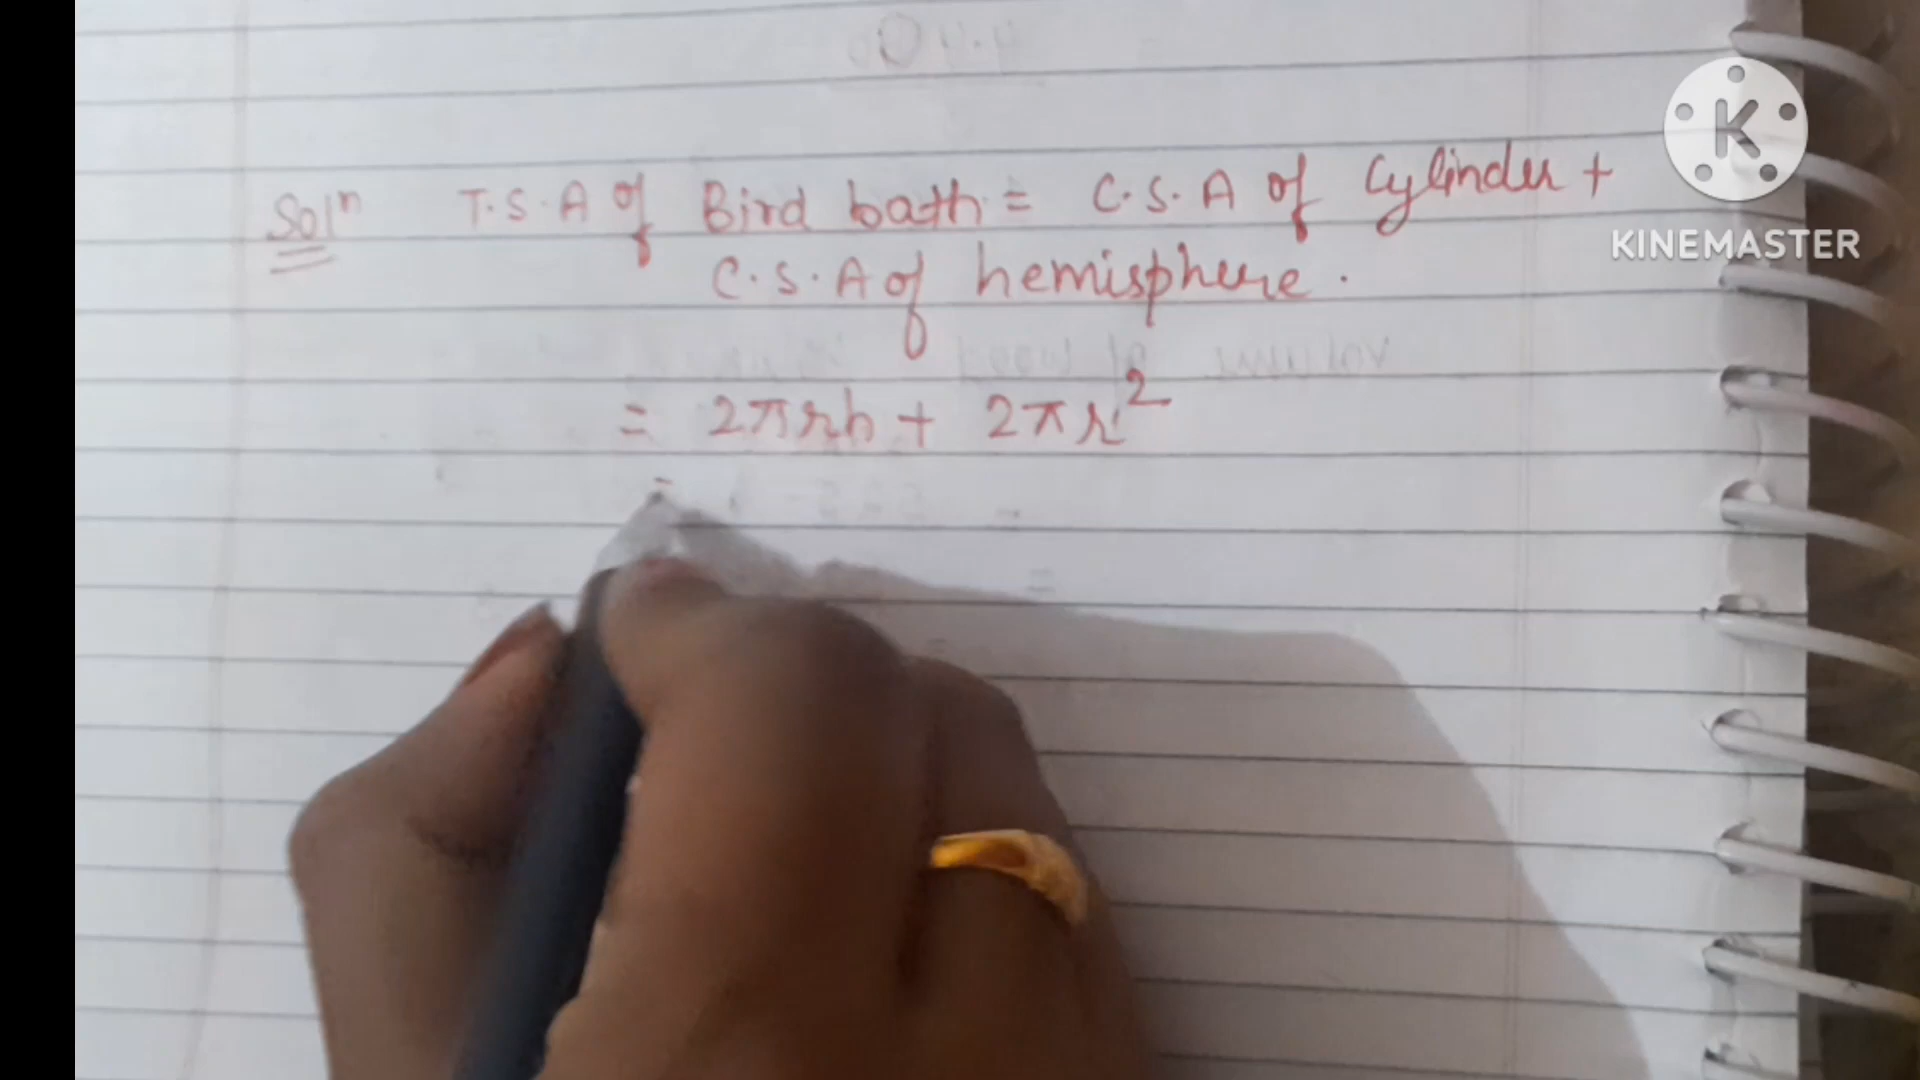 Solⁿ T.S.A of Bird bath = C.S.A of Cylinder +
C.S.A of hemisphere.
= 2πrh + 2πr²
=
K
KINEMASTER